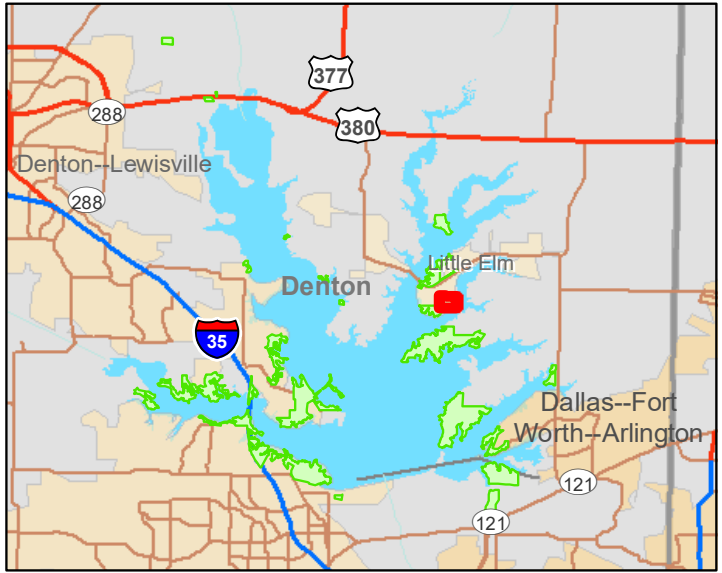 377
288
380
Denton--Lewisville
288
Little Elm
Denton
35
Dallas--Fort
Worth--Arlington
121
121